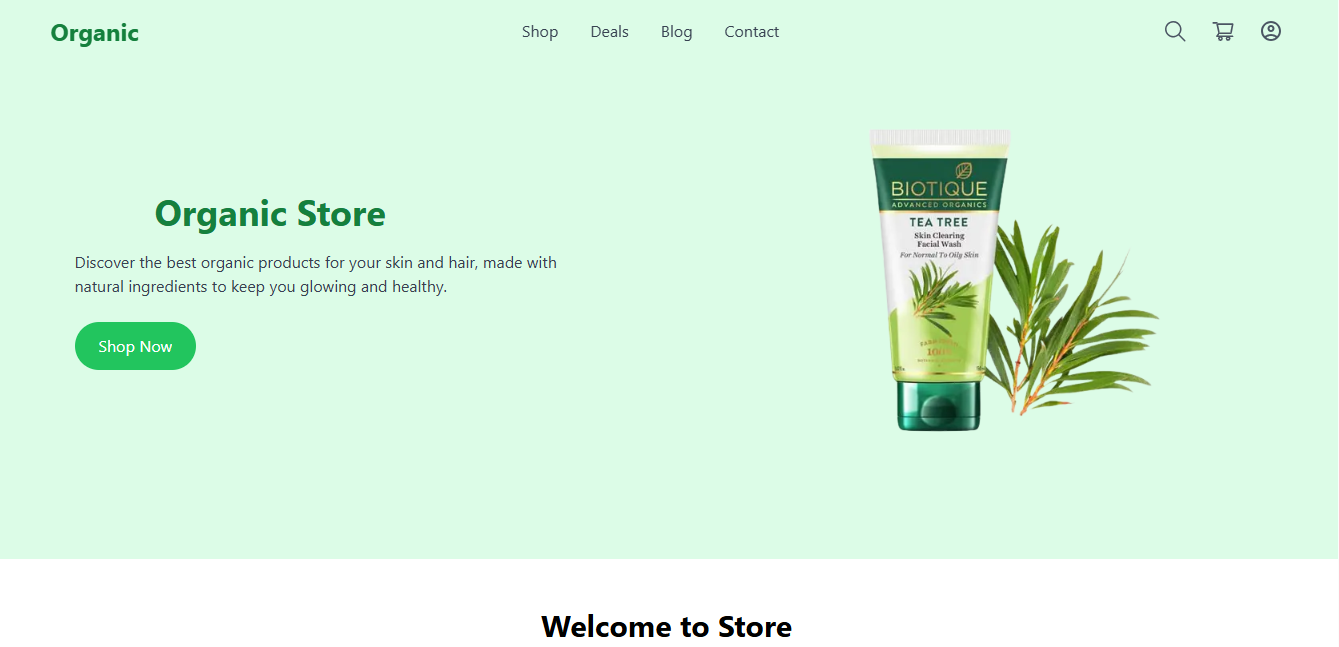 Organic
Shop
Deals
Blog
Contact
Organic Store
Discover the best organic products for your skin and hair, made with
natural ingredients to keep you glowing and healthy.
Shop Now
BIOTIQUE
ADVANCED ORGANICS
TEA TREE
Skin Clearing
Facial Wash
For Normal To Oily Skin
Welcome to Store